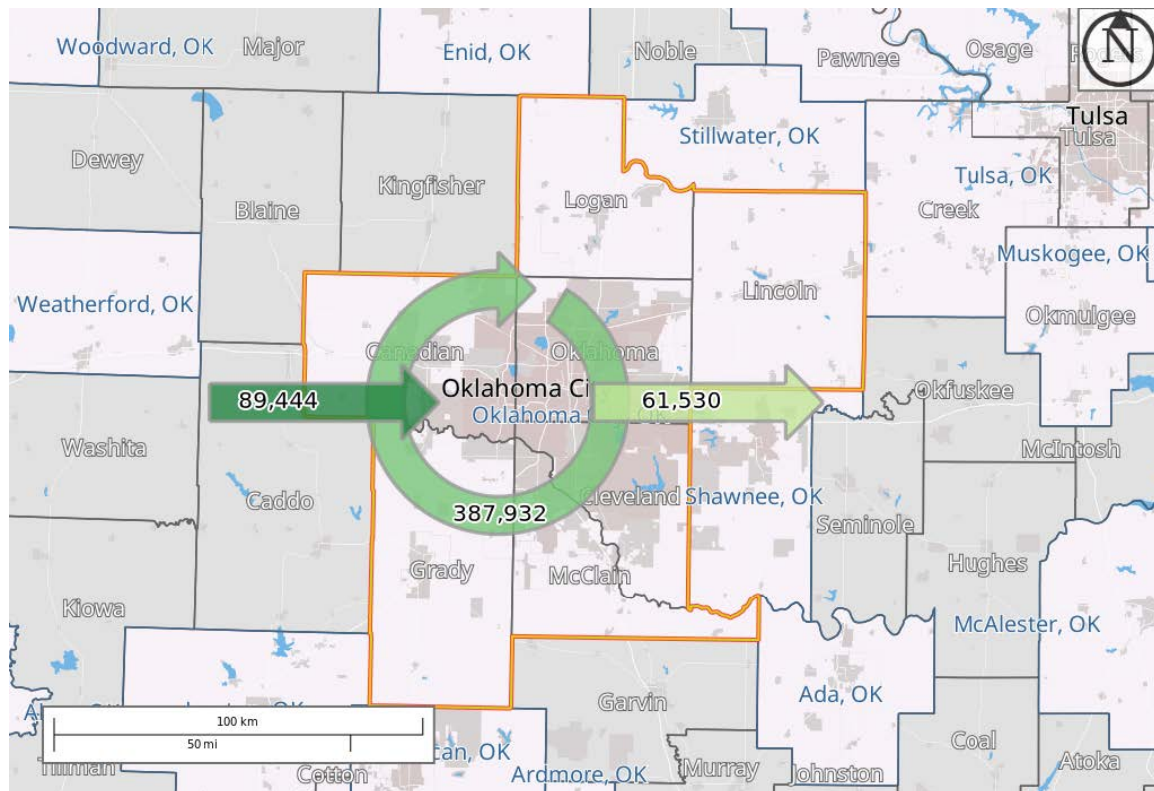 Woodward, OK
Major
Enid, OK
Noble
Pawnee
Osage
N
Tulsa
Tulsa
Dewey
Kingfisher
Stillwater, OK
Blaine
Logan
Tulsa, OK
Creek
Muskogee, OK
Weatherford, OK
Lincoln
Okmulgee
Canadian
Oklahoma
Oklahoma Ci
Okfuskee
89,444
61,530
Oklahoma
OK
Washita
McIntosh
Caddo
Cleveland
Shawnee, OK
387,932
Seminole
Grady
McClain
Hughes
Kiowa
McAlester, OK
Ada, OK
Garvin
100 km
50 mi
can, OK
Coal
Cotton
Ardmore, OK
Murray
Johnston
Atoka